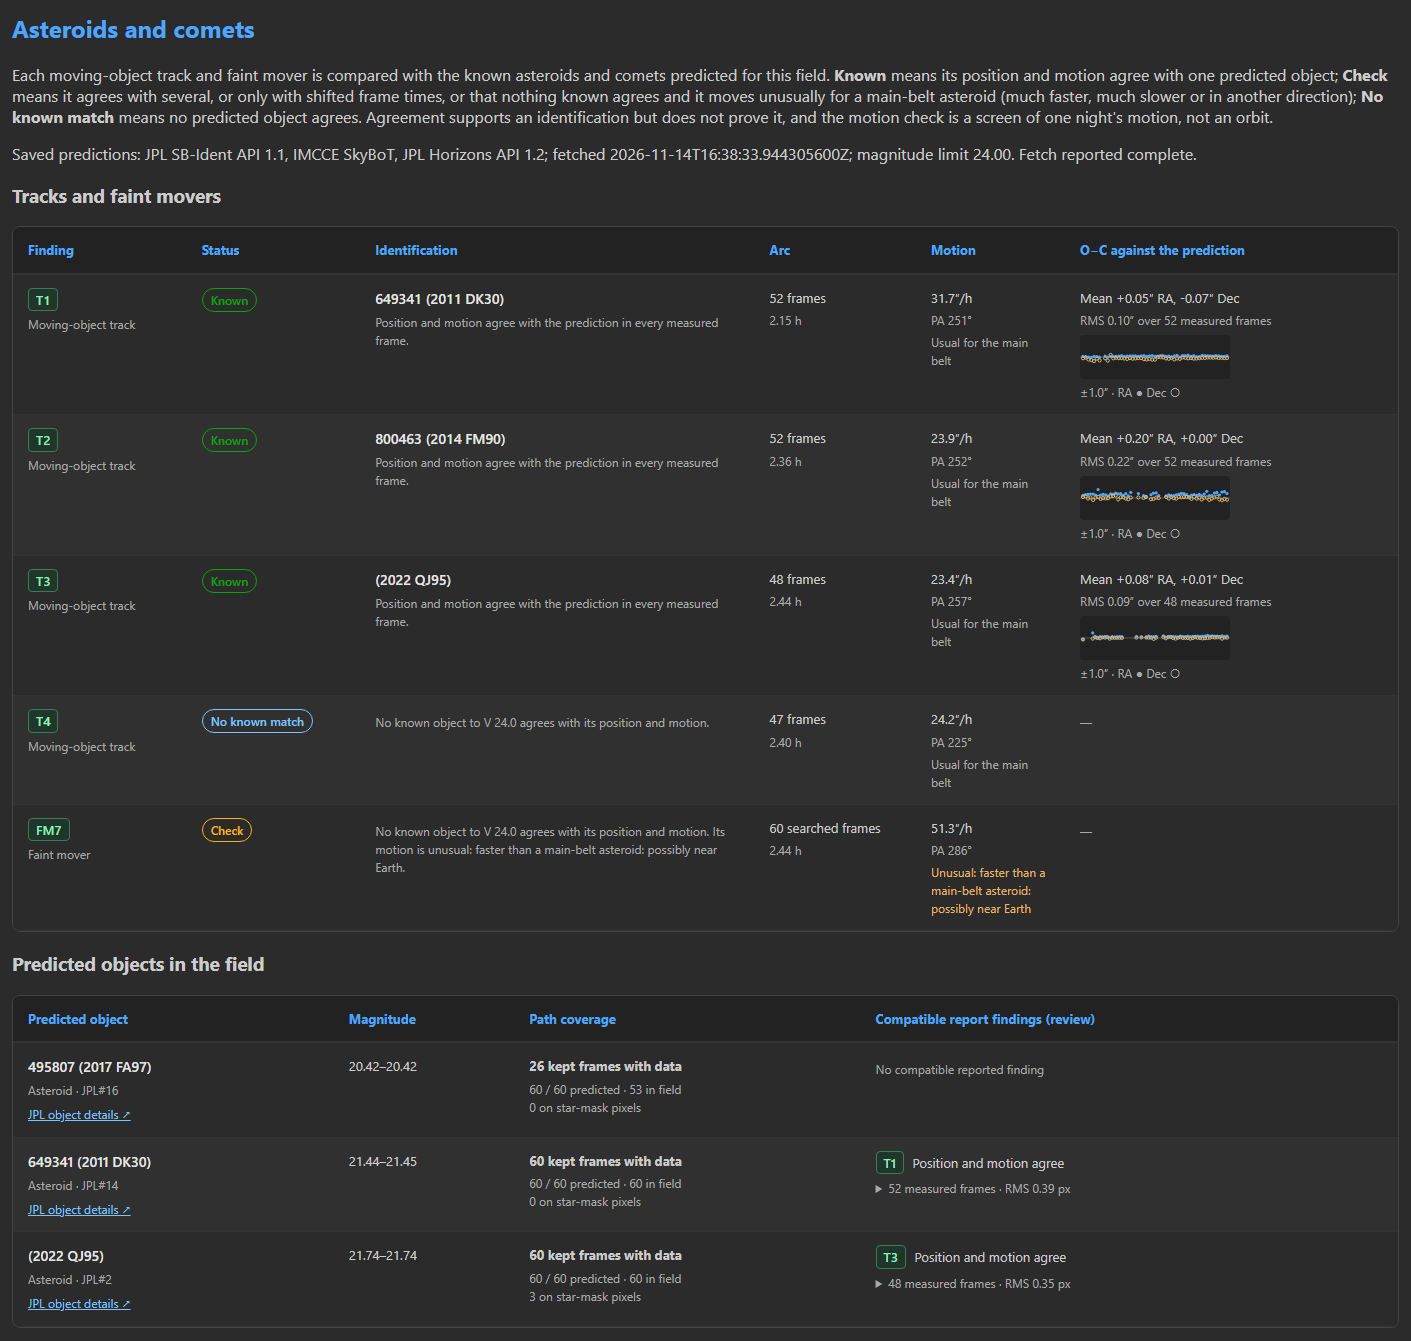 Asteroids and comets
Each moving-object track and faint mover is compared with the known asteroids and comets predicted for this field. Known means its position and motion agree with one predicted object; Check
means it agrees with several, or only with shifted frame times, or that nothing known agrees and it moves unusually for a main-belt asteroid (much faster, much slower or in another direction); No
known match means no predicted object agrees. Agreement supports an identification but does not prove it, and the motion check is a screen of one night's motion, not an orbit.
Saved predictions: JPL SB-Ident API 1.1, IMCCE SkyBoT, JPL Horizons API 1.2; fetched 2026-11-14T16:38:33.944305600Z; magnitude limit 24.00. Fetch reported complete.
Tracks and faint movers
Finding Status Identification Arc Motion O−C against the prediction
T1 Known 649341 (2011 DK30) 52 frames 31.7″/h Mean +0.05″ RA, -0.07″ Dec
Moving-object track Position and motion agree with the prediction in every measured 2.15 h PA 251° RMS 0.10″ over 52 measured frames
frame. Usual for the main
belt
±1.0″ · RA ● Dec ○
T2 Known 800463 (2014 FM90) 52 frames 23.9″/h Mean +0.20″ RA, +0.00″ Dec
Moving-object track Position and motion agree with the prediction in every measured 2.36 h PA 252° RMS 0.22″ over 52 measured frames
frame. Usual for the main
belt
±1.0″ · RA ● Dec ○
T3 Known (2022 QJ95) 48 frames 23.4″/h Mean +0.08″ RA, +0.01″ Dec
Moving-object track Position and motion agree with the prediction in every measured 2.44 h PA 257° RMS 0.09″ over 48 measured frames
frame. Usual for the main
belt
±1.0″ · RA ● Dec ○
T4 No known match No known object to V 24.0 agrees with its position and motion. 47 frames 24.2″/h —
Moving-object track 2.40 h PA 225°
Usual for the main
belt
FM7 Check No known object to V 24.0 agrees with its position and motion. Its 60 searched frames 51.3″/h —
Faint mover motion is unusual: faster than a main-belt asteroid: possibly near 2.44 h PA 286°
Earth. Unusual: faster than a
main-belt asteroid:
possibly near Earth
Predicted objects in the field
Predicted object Magnitude Path coverage Compatible report findings (review)
495807 (2017 FA97) 20.42–20.42 26 kept frames with data No compatible reported finding
Asteroid · JPL#16 60 / 60 predicted · 53 in field
JPL object details ↗ 0 on star-mask pixels
649341 (2011 DK30) 21.44–21.45 60 kept frames with data T1 Position and motion agree
Asteroid · JPL#14 60 / 60 predicted · 60 in field ▶ 52 measured frames · RMS 0.39 px
JPL object details ↗ 0 on star-mask pixels
(2022 QJ95) 21.74–21.74 60 kept frames with data T3 Position and motion agree
Asteroid · JPL#2 60 / 60 predicted · 60 in field ▶ 48 measured frames · RMS 0.35 px
JPL object details ↗ 3 on star-mask pixels